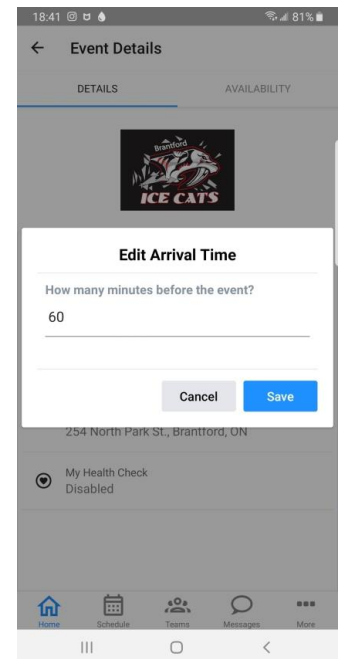 18:41 81%
Event Details
DETAILS AVAILABILITY
Brantford
ICE CATS
Edit Arrival Time
How many minutes before the event?
60
Cancel Save
254 North Park St., Brantford, ON
My Health Check
Disabled
Home Schedule Teams Messages More